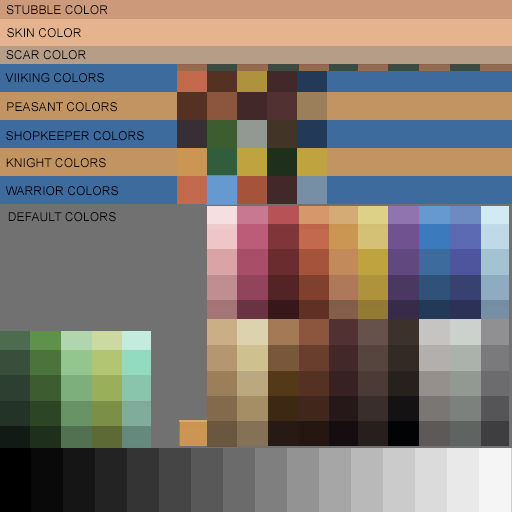 STUBBLE COLOR
SKIN COLOR
SCAR COLOR
VIIKING COLORS
PEASANT COLORS
SHOPKEEPER COLORS
KNIGHT COLORS
WARRIOR COLORS
DEFAULT COLORS